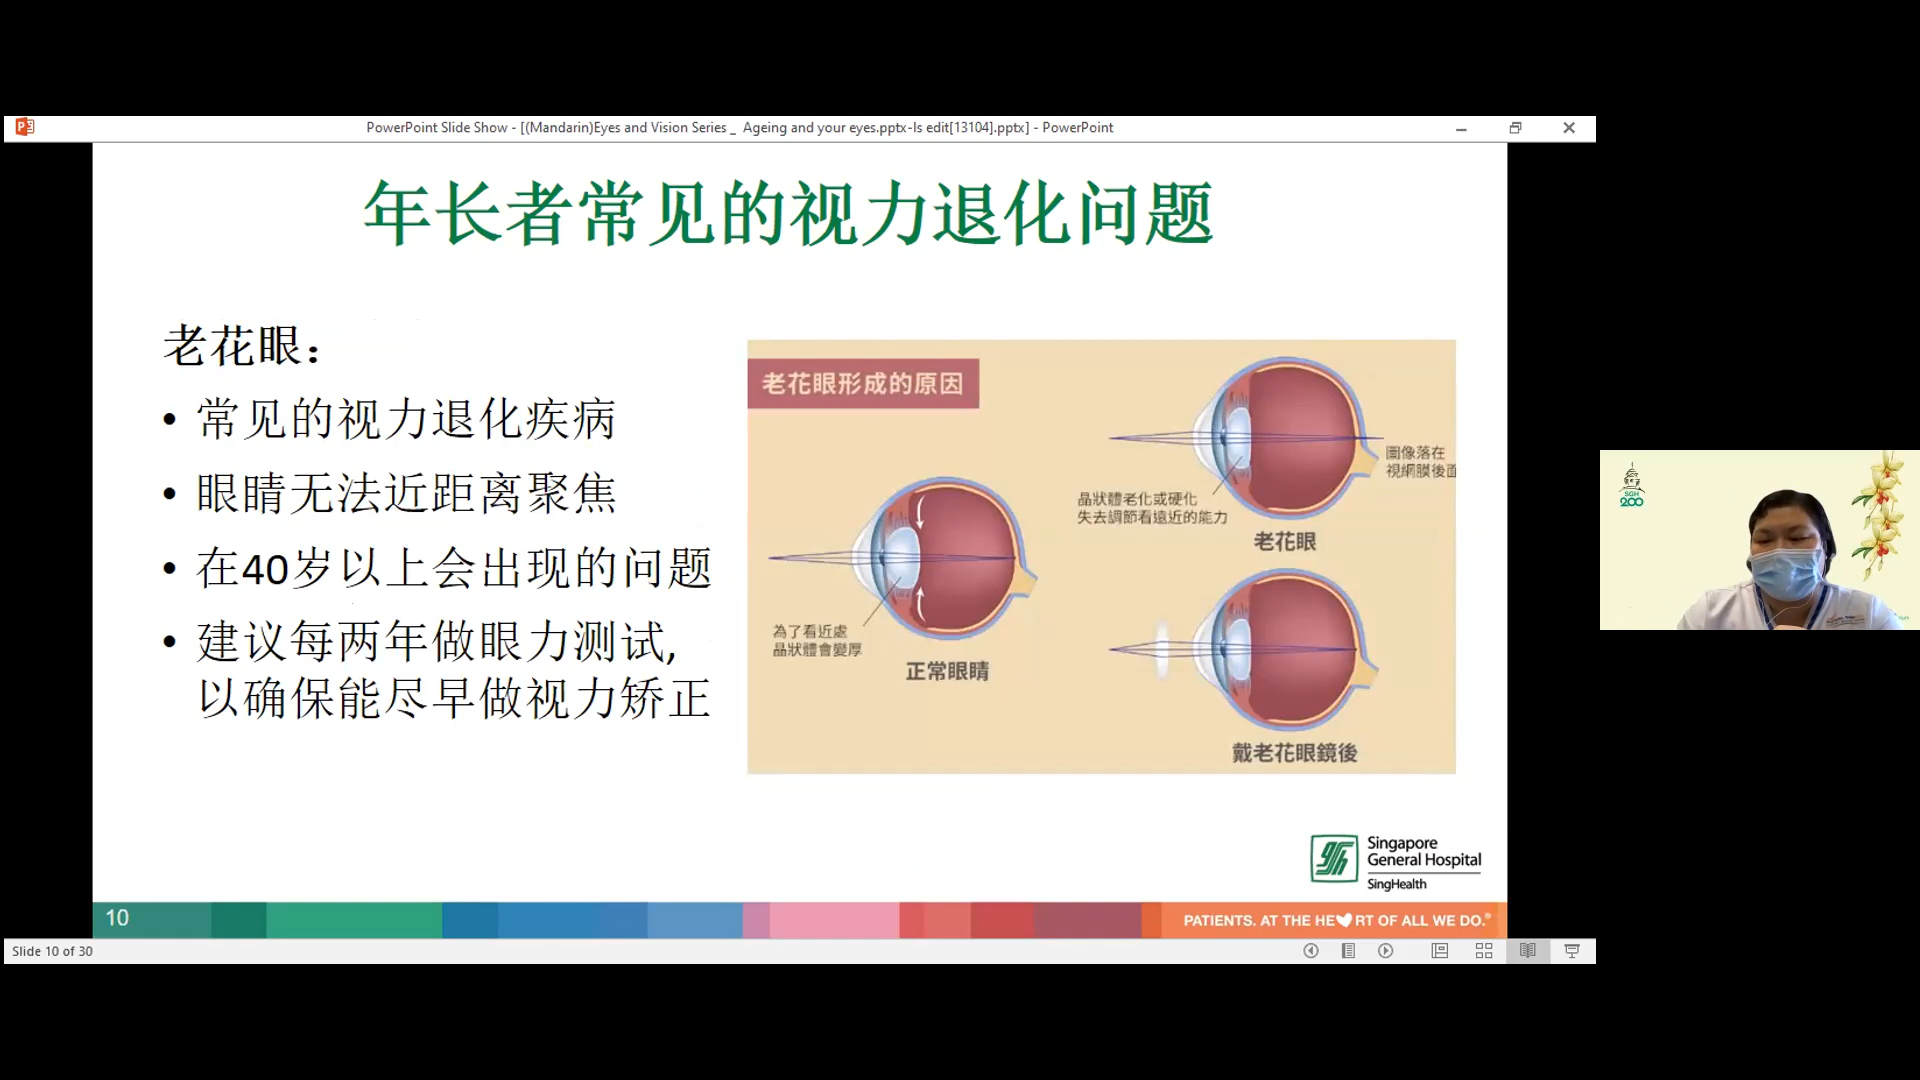 PowerPoint Slide Show - [(Mandarin)Eyes and Vision Series _ Ageing and your eyes.pptx-ls edit[13104].pptx] - PowerPoint
年长者常见的视力退化问题
老花眼：
• 常见的视力退化疾病
• 眼睛无法近距离聚焦
• 在40岁以上会出现的问题
• 建议每两年做眼力测试,
以确保能尽早做视力矫正
老花眼形成的原因
為了看近處
晶狀體會變厚
正常眼睛
圖像落在
視網膜後面
晶狀體老化或硬化
失去調節看遠近的能力
老花眼
戴老花眼鏡後
Singapore
General Hospital
SingHealth
10
PATIENTS. AT THE HE RT OF ALL WE DO.®
Slide 10 of 30
SGH
200